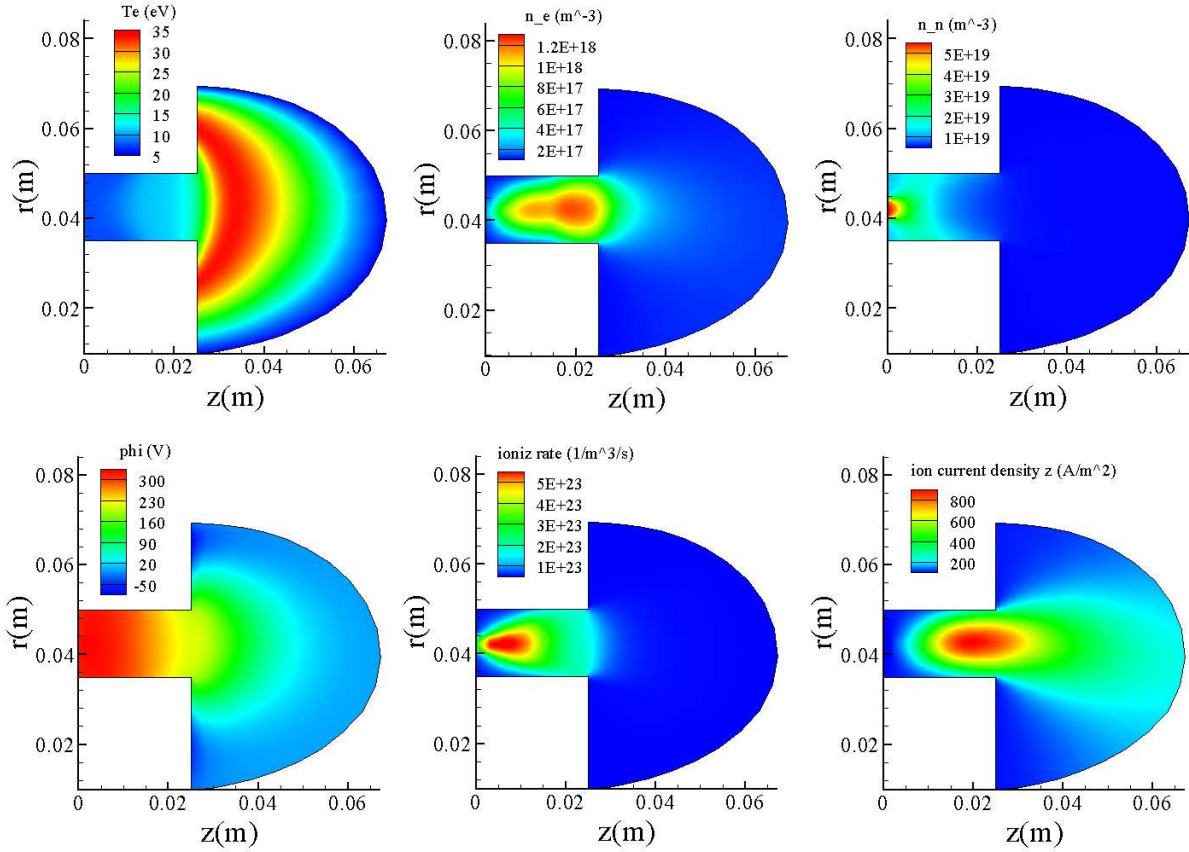 Te (eV)
35
30
25
20
15
10
5
0.08
0.06
0.04
0.02
r(m)
0
0.02
0.04
0.06
z(m)
n_e (m^-3)
1.2E+18
1E+18
8E+17
6E+17
4E+17
2E+17
0.08
0.06
0.04
0.02
r(m)
0
0.02
0.04
0.06
z(m)
n_n (m^-3)
5E+19
4E+19
3E+19
2E+19
1E+19
0.08
0.06
0.04
0.02
r(m)
0
0.02
0.04
0.06
z(m)
phi (V)
300
230
160
90
20
-50
0.08
0.06
0.04
0.02
r(m)
0
0.02
0.04
0.06
z(m)
ioniz rate (1/m^3/s)
5E+23
4E+23
3E+23
2E+23
1E+23
0.08
0.06
0.04
0.02
r(m)
0
0.02
0.04
0.06
z(m)
ion current density z (A/m^2)
800
600
400
200
0.08
0.06
0.04
0.02
r(m)
0
0.02
0.04
0.06
z(m)